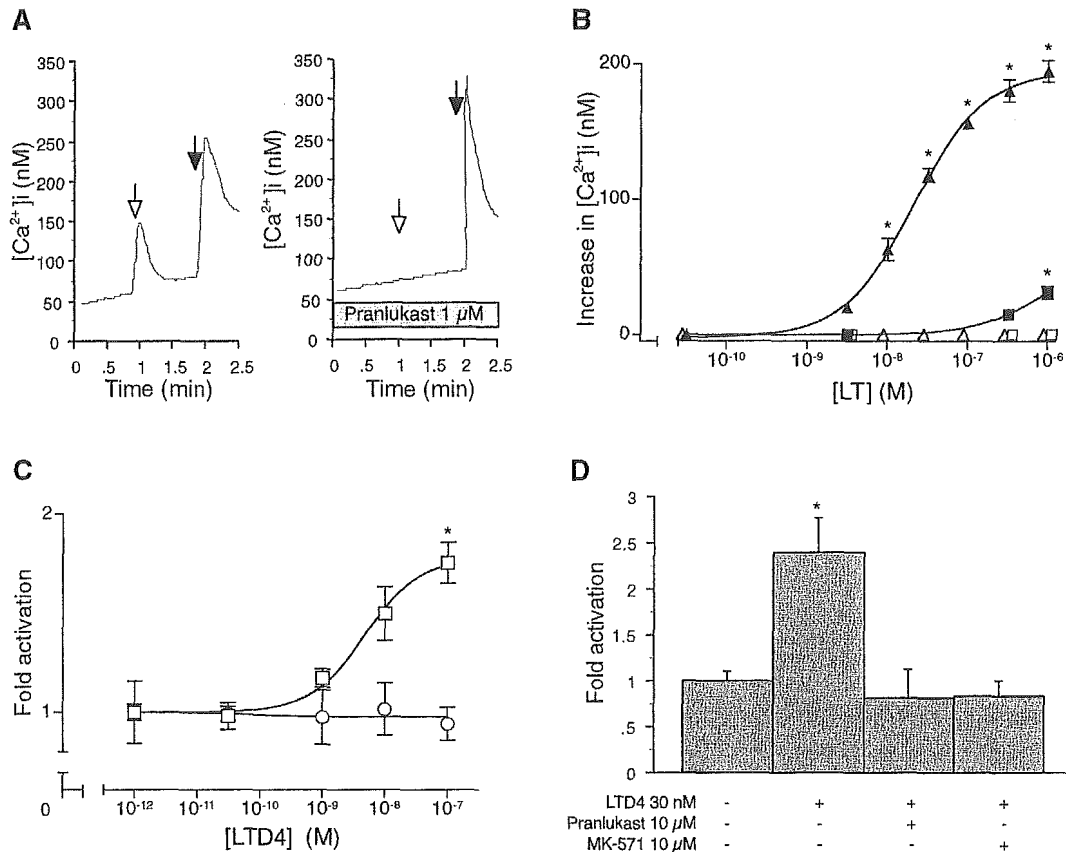 A
350
300
250
200
150
100
50
0
[Ca²⁺]i (nM)
0 .5 1 1.5 2 2.5
Time (min)
350
300
250
200
150
100
50
0
[Ca²⁺]i (nM)
Pranlukast 1 µM
0 .5 1 1.5 2 2.5
Time (min)
B
200
100
0
Increase in [Ca²⁺]i (nM)
* * * * * *
*
10⁻¹⁰ 10⁻⁹ 10⁻⁸ 10⁻⁷ 10⁻⁶
[LT] (M)
C
2
1
0
Fold activation
*
10⁻¹² 10⁻¹¹ 10⁻¹⁰ 10⁻⁹ 10⁻⁸ 10⁻⁷
[LTD4] (M)
D
3
2.5
2
1.5
1
.5
0
Fold activation
*
LTD4 30 nM - + + +
Pranlukast 10 µM - - + -
MK-571 10 µM - - - +